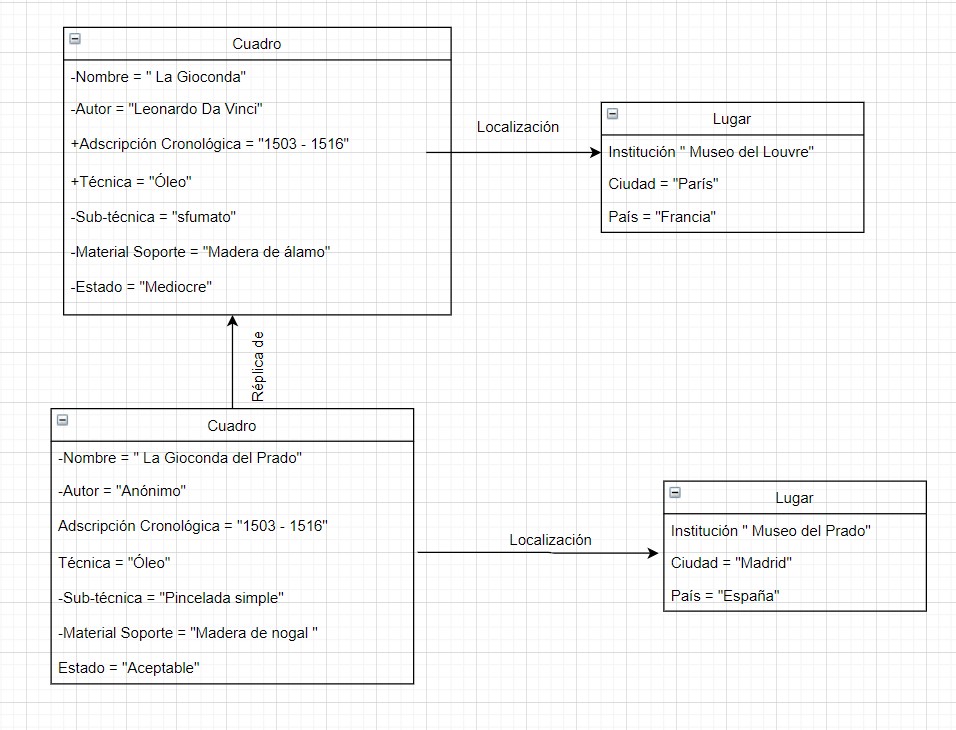 Cuadro
-Nombre = " La Gioconda"
-Autor = "Leonardo Da Vinci"
+Adscripción Cronológica = "1503 - 1516"
+Técnica = "Óleo"
-Sub-técnica = "sfumato"
-Material Soporte = "Madera de álamo"
-Estado = "Mediocre"
Localización
Lugar
Institución " Museo del Louvre"
Ciudad = "París"
País = "Francia"
Réplica de
Cuadro
-Nombre = " La Gioconda del Prado"
-Autor = "Anónimo"
Adscripción Cronológica = "1503 - 1516"
Técnica = "Óleo"
-Sub-técnica = "Pincelada simple"
-Material Soporte = "Madera de nogal "
Estado = "Aceptable"
Localización
Lugar
Institución " Museo del Prado"
Ciudad = "Madrid"
País = "España"